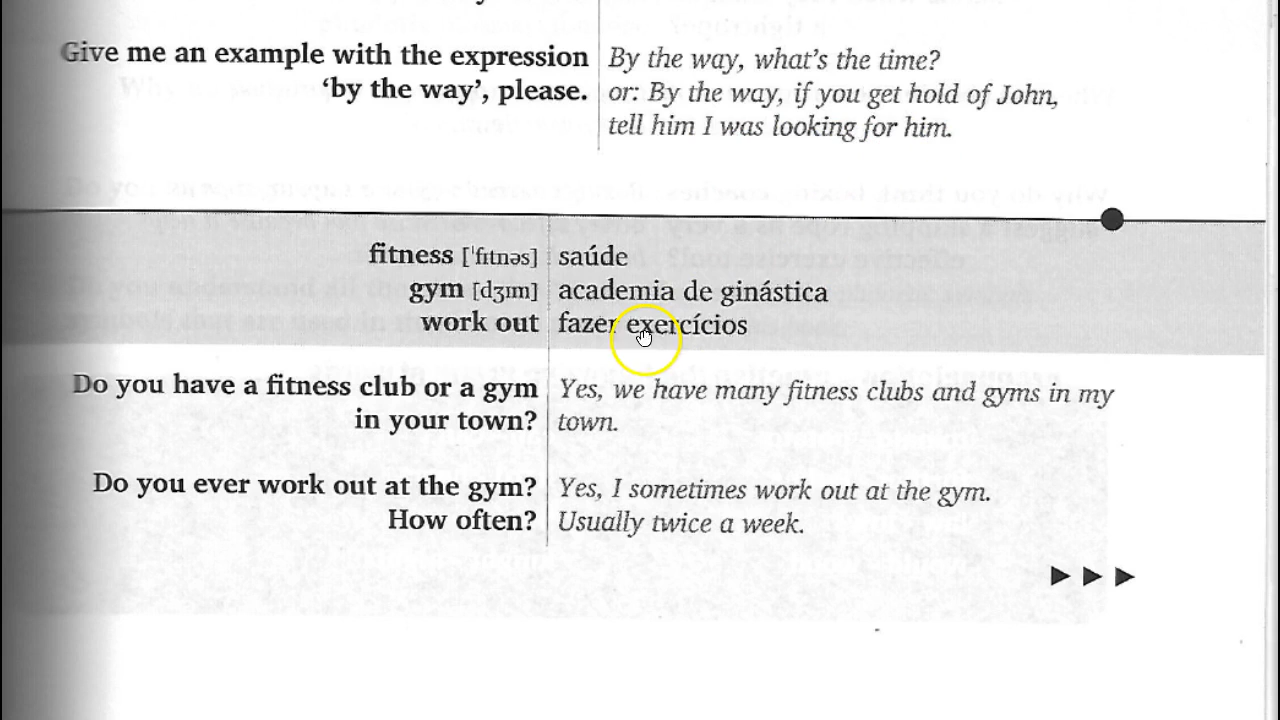 Give me an example with the expression
‘by the way’, please.
By the way, what’s the time?
or: By the way, if you get hold of John,
tell him I was looking for him.
fitness [ˈfɪtnəs] saúde
gym [dʒɪm] academia de ginástica
work out fazer exercícios
Do you have a fitness club or a gym
in your town?
Yes, we have many fitness clubs and gyms in my
town.
Do you ever work out at the gym?
How often?
Yes, I sometimes work out at the gym.
Usually twice a week.